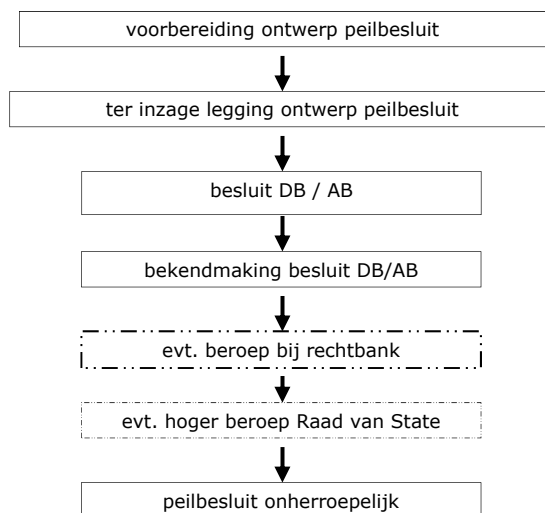 voorbereiding ontwerp peilbesluit
ter inzage legging ontwerp peilbesluit
besluit DB / AB
bekendmaking besluit DB/AB
evt. beroep bij rechtbank
evt. hoger beroep Raad van State
peilbesluit onherroepelijk